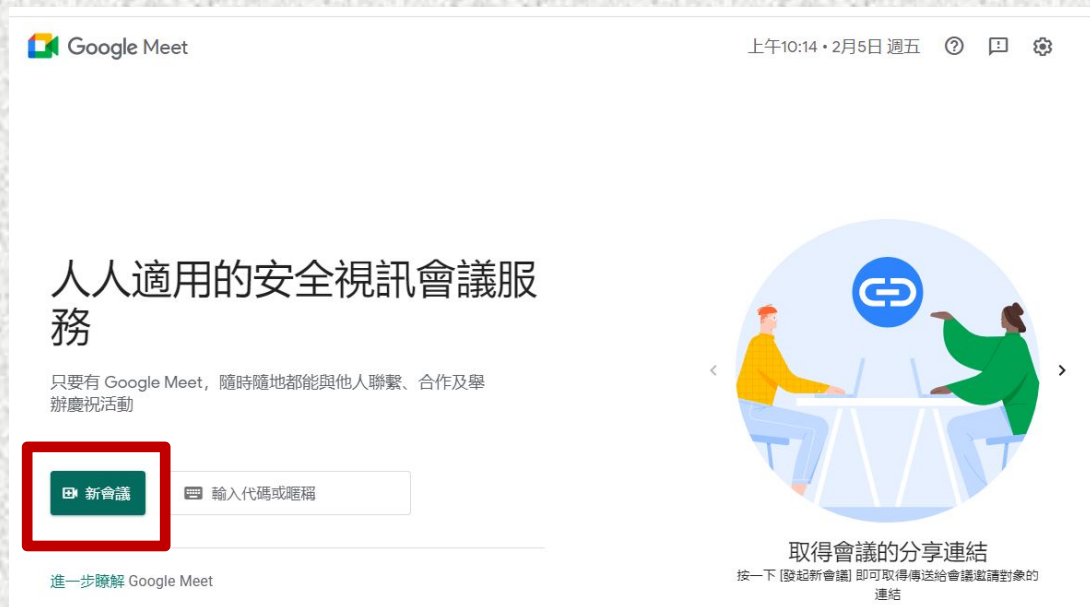 Google Meet
上午10:14 • 2月5日 週五
人人適用的安全視訊會議服
務
只要有 Google Meet，隨時隨地都能與他人聯繫、合作及舉
辦慶祝活動
新會議
輸入代碼或暱稱
進一步瞭解 Google Meet
取得會議的分享連結
按一下 [發起新會議] 即可取得傳送給會議邀請對象的
連結